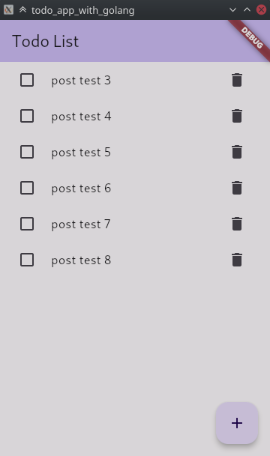 todo_app_with_golang
DEBUG
Todo List
post test 3
post test 4
post test 5
post test 6
post test 7
post test 8